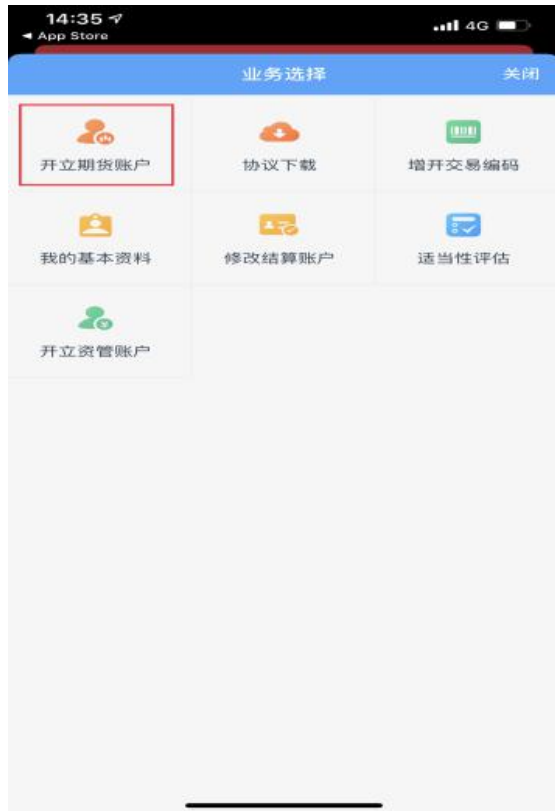 14:35
4G
App Store
业务选择
关闭
开立期货账户
协议下载
增开交易编码
我的基本资料
修改结算账户
适当性评估
开立资管账户